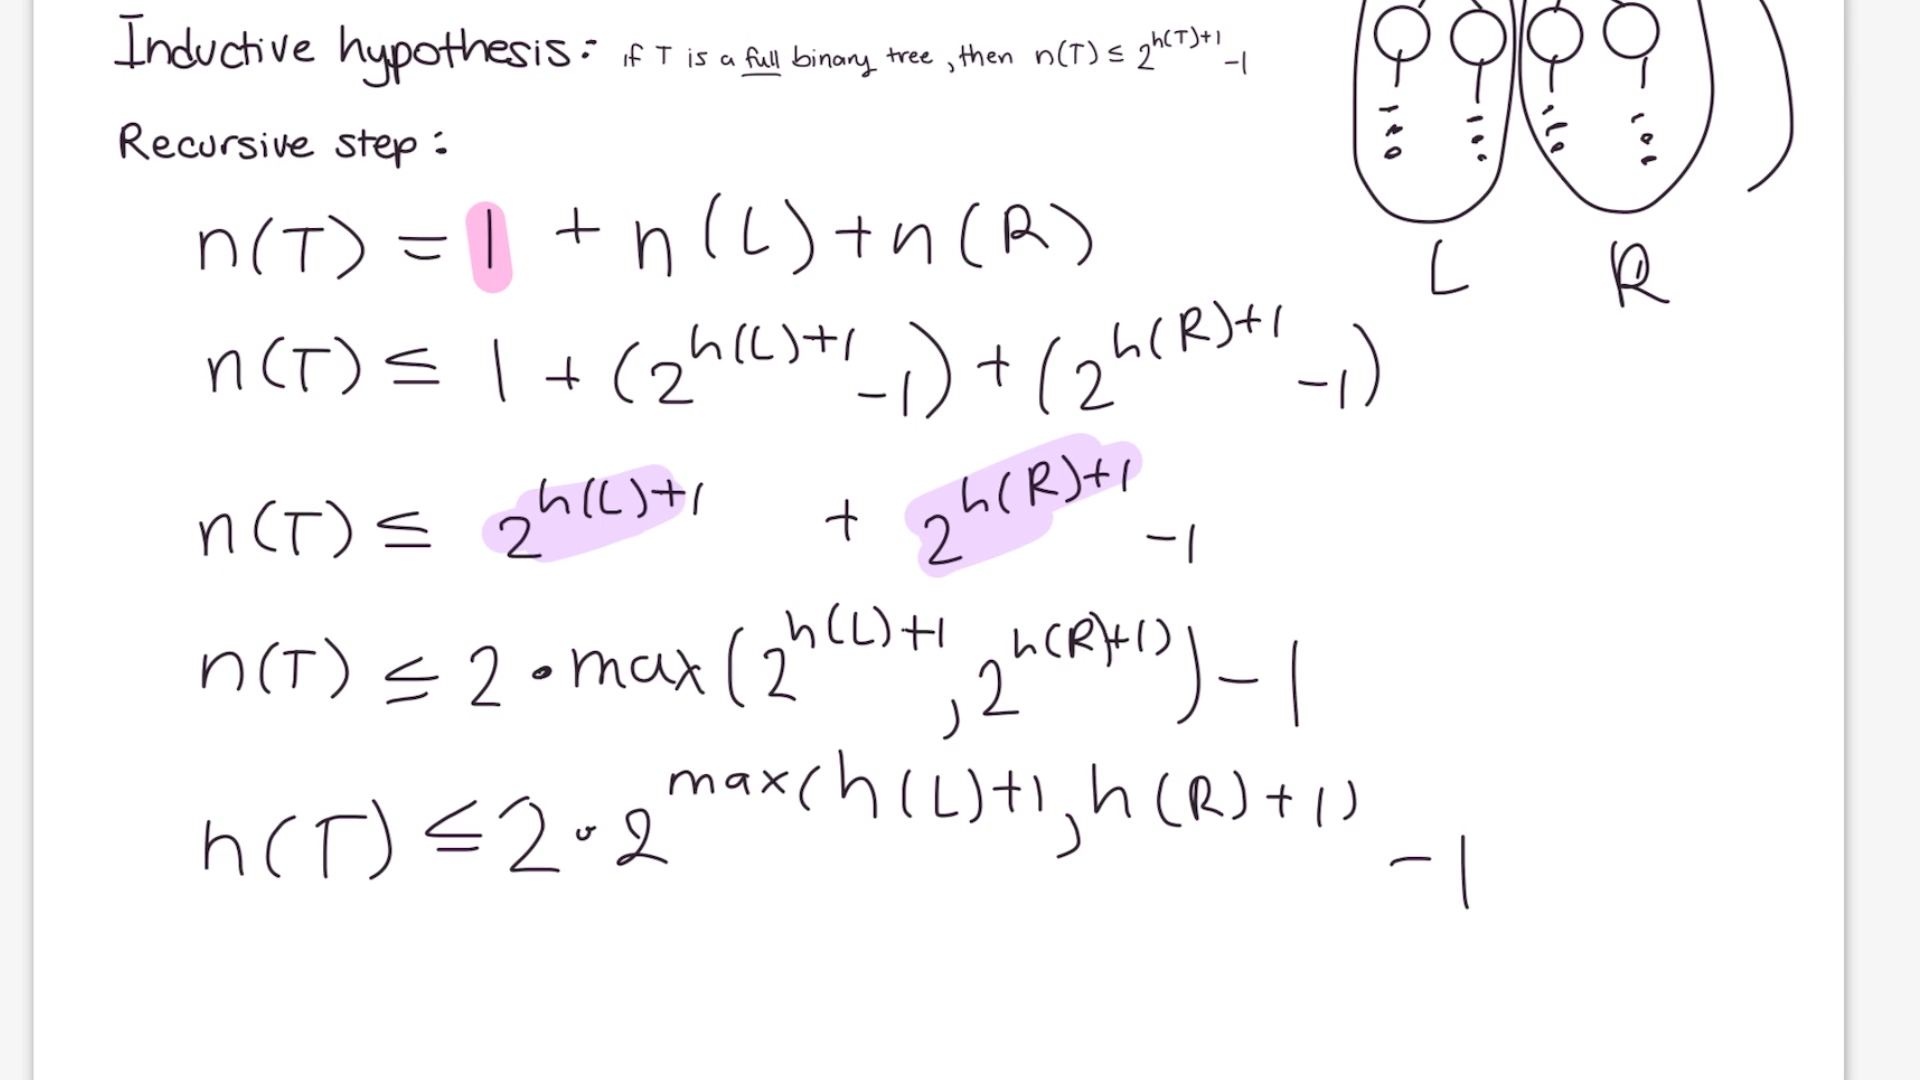 Inductive hypothesis: if T is a full binary tree, then n(T) ≤ 2^{h(T)+1} -1
Recursive step:
n(T) = 1 + n(L)+n(R)
L R
n(T) ≤ 1 + (2^{h(L)+1} -1) + (2^{h(R)+1} -1)
n(T) ≤ 2^{h(L)+1} + 2^{h(R)+1} -1
n(T) ≤ 2 • max(2^{h(L)+1}, 2^{h(R)+1)}) - 1
h(T) ≤ 2 • 2^{max(h(L)+1, h(R)+1)} - 1